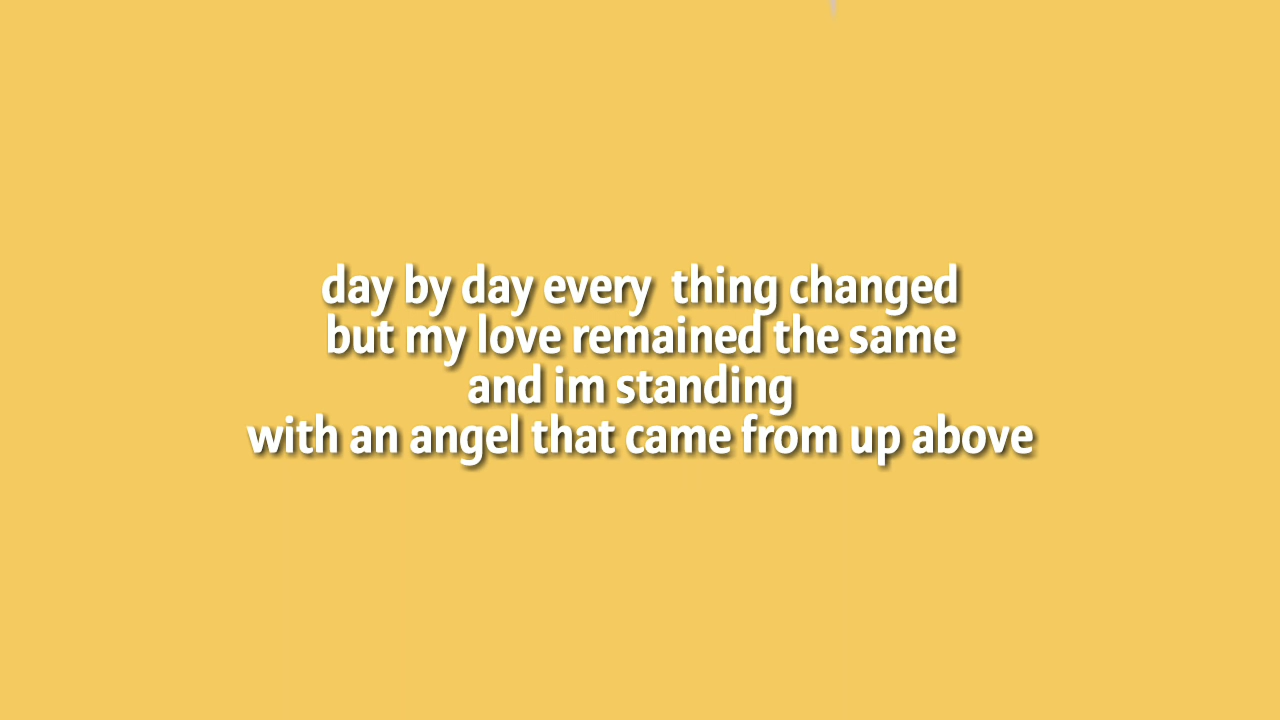 day by day every  thing changed
but my love remained the same
and im standing
with an angel that came from up above